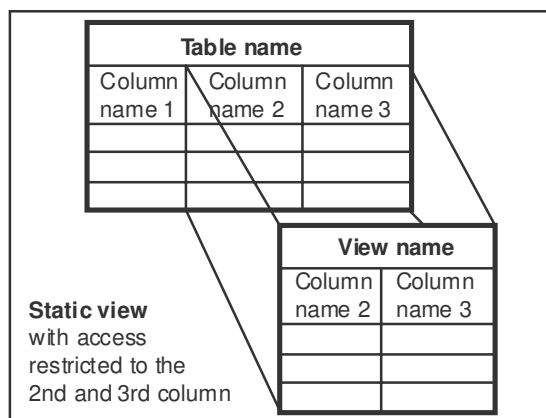 Table name
Column name 1
Column name 2
Column name 3
View name
Column name 2
Column name 3
Static view
with access
restricted to the
2nd and 3rd column